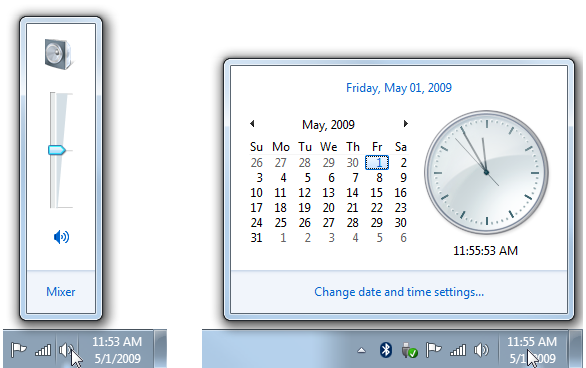 Mixer
11:53 AM
5/1/2009
Friday, May 01, 2009
May, 2009
Su Mo Tu We Th Fr Sa
26 27 28 29 30 1 2
3 4 5 6 7 8 9
10 11 12 13 14 15 16
17 18 19 20 21 22 23
24 25 26 27 28 29 30
31 1 2 3 4 5 6
11:55:53 AM
Change date and time settings...
11:55 AM
5/1/2009